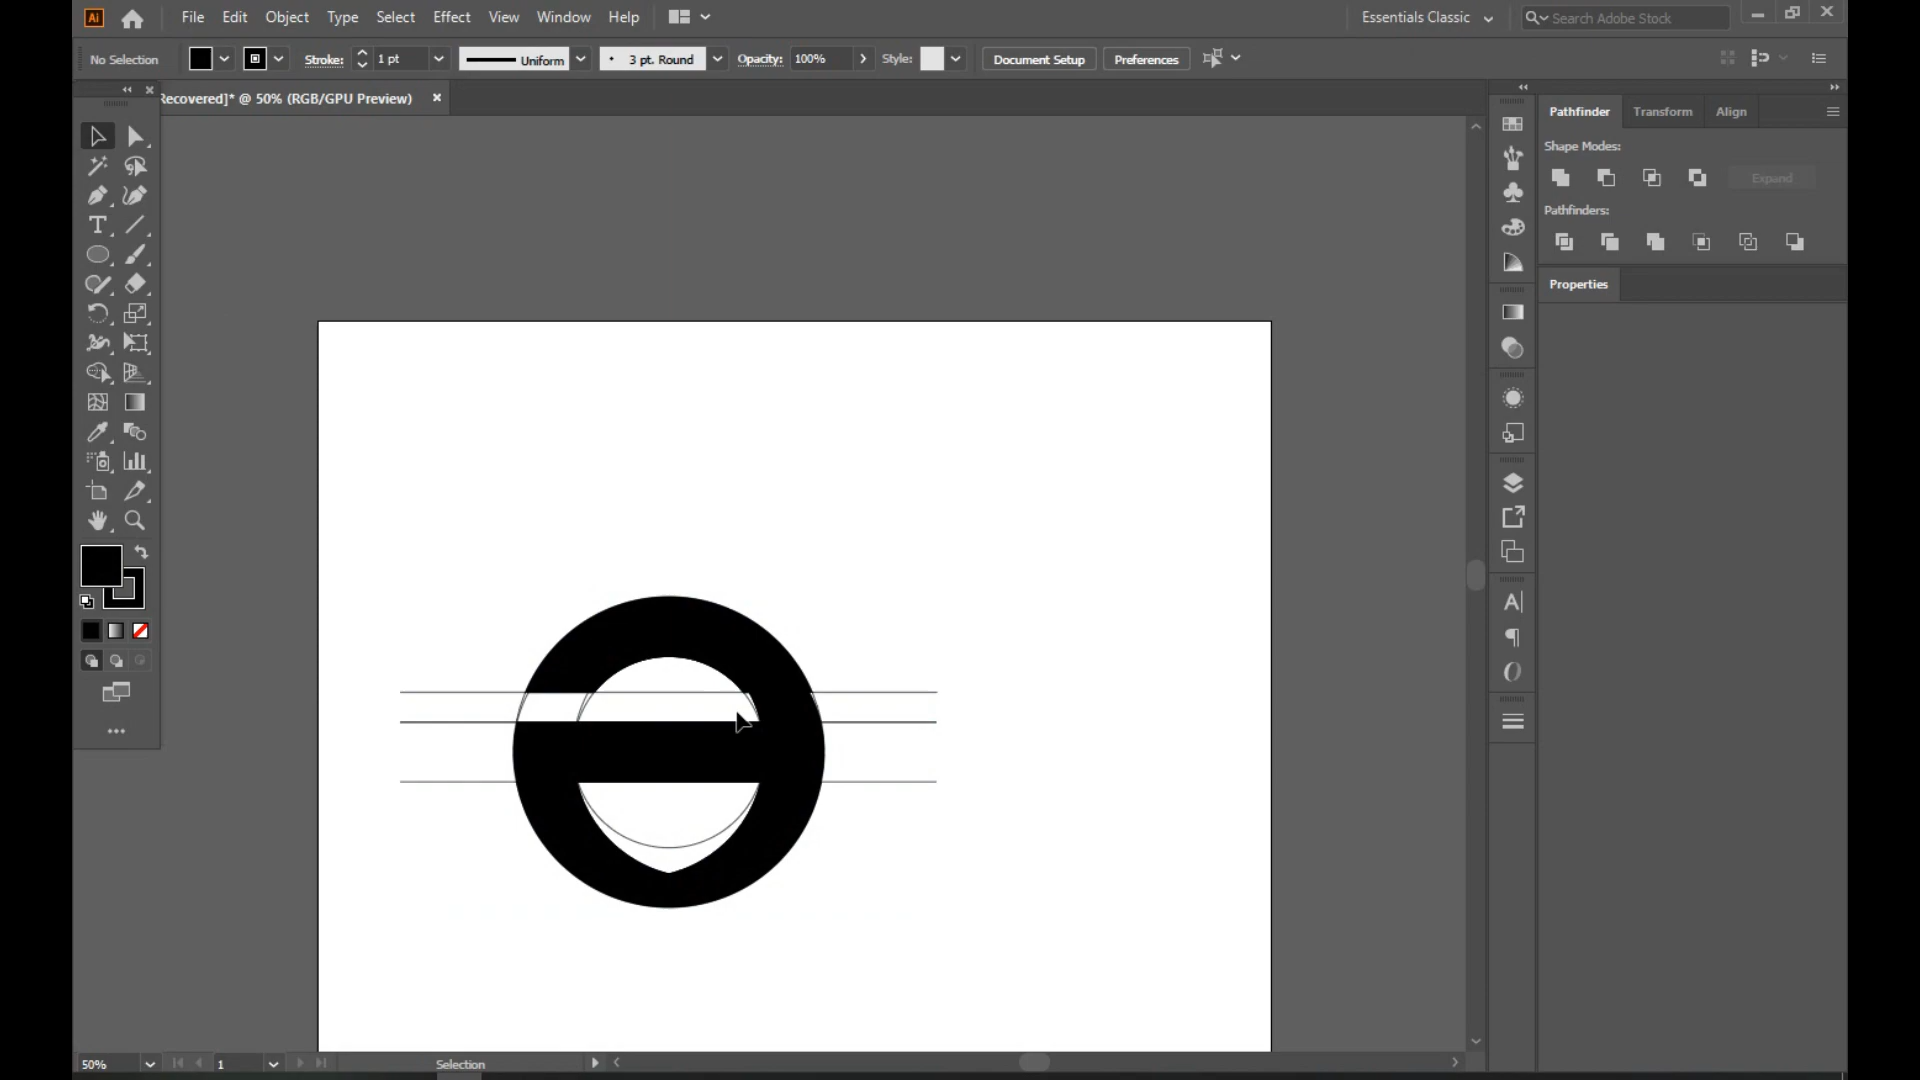 Ai File Edit Object Type Select Effect View Window Help Essentials Classic Search Adobe Stock
No Selection Stroke: 1 pt Uniform 3 pt. Round Opacity: 100% Style: Document Setup Preferences
Recovered]* @ 50% (RGB/GPU Preview)
Pathfinder Transform Align
Shape Modes:
Expand
Pathfinders:
Properties
50% 1 Selection